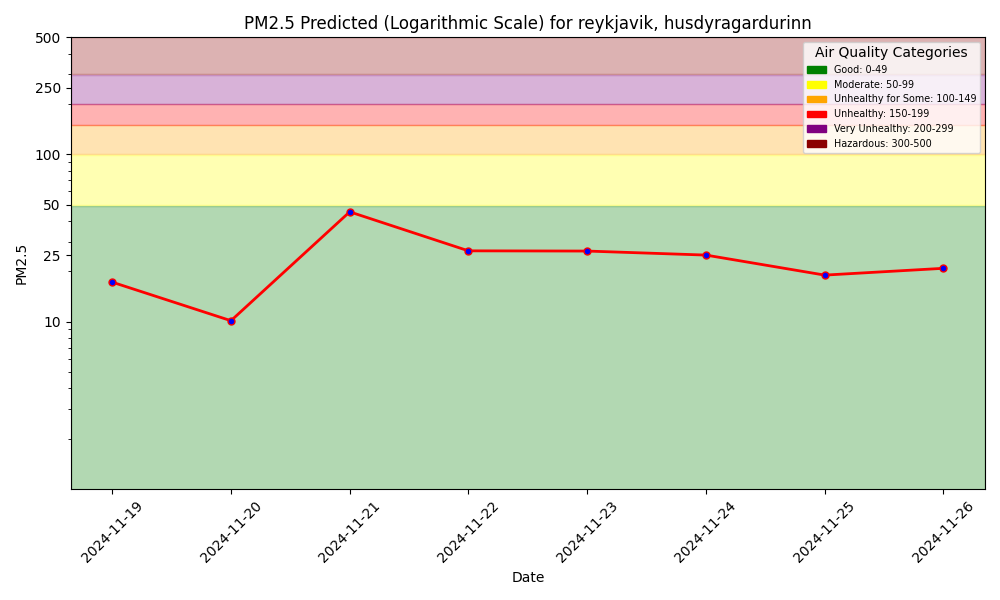 PM2.5 Predicted (Logarithmic Scale) for reykjavik, husdyragardurinn
Air Quality Categories
Good: 0-49
Moderate: 50-99
Unhealthy for Some: 100-149
Unhealthy: 150-199
Very Unhealthy: 200-299
Hazardous: 300-500
500
250
100
50
25
10
PM2.5
2024-11-19
2024-11-20
2024-11-21
2024-11-22
2024-11-23
2024-11-24
2024-11-25
2024-11-26
Date